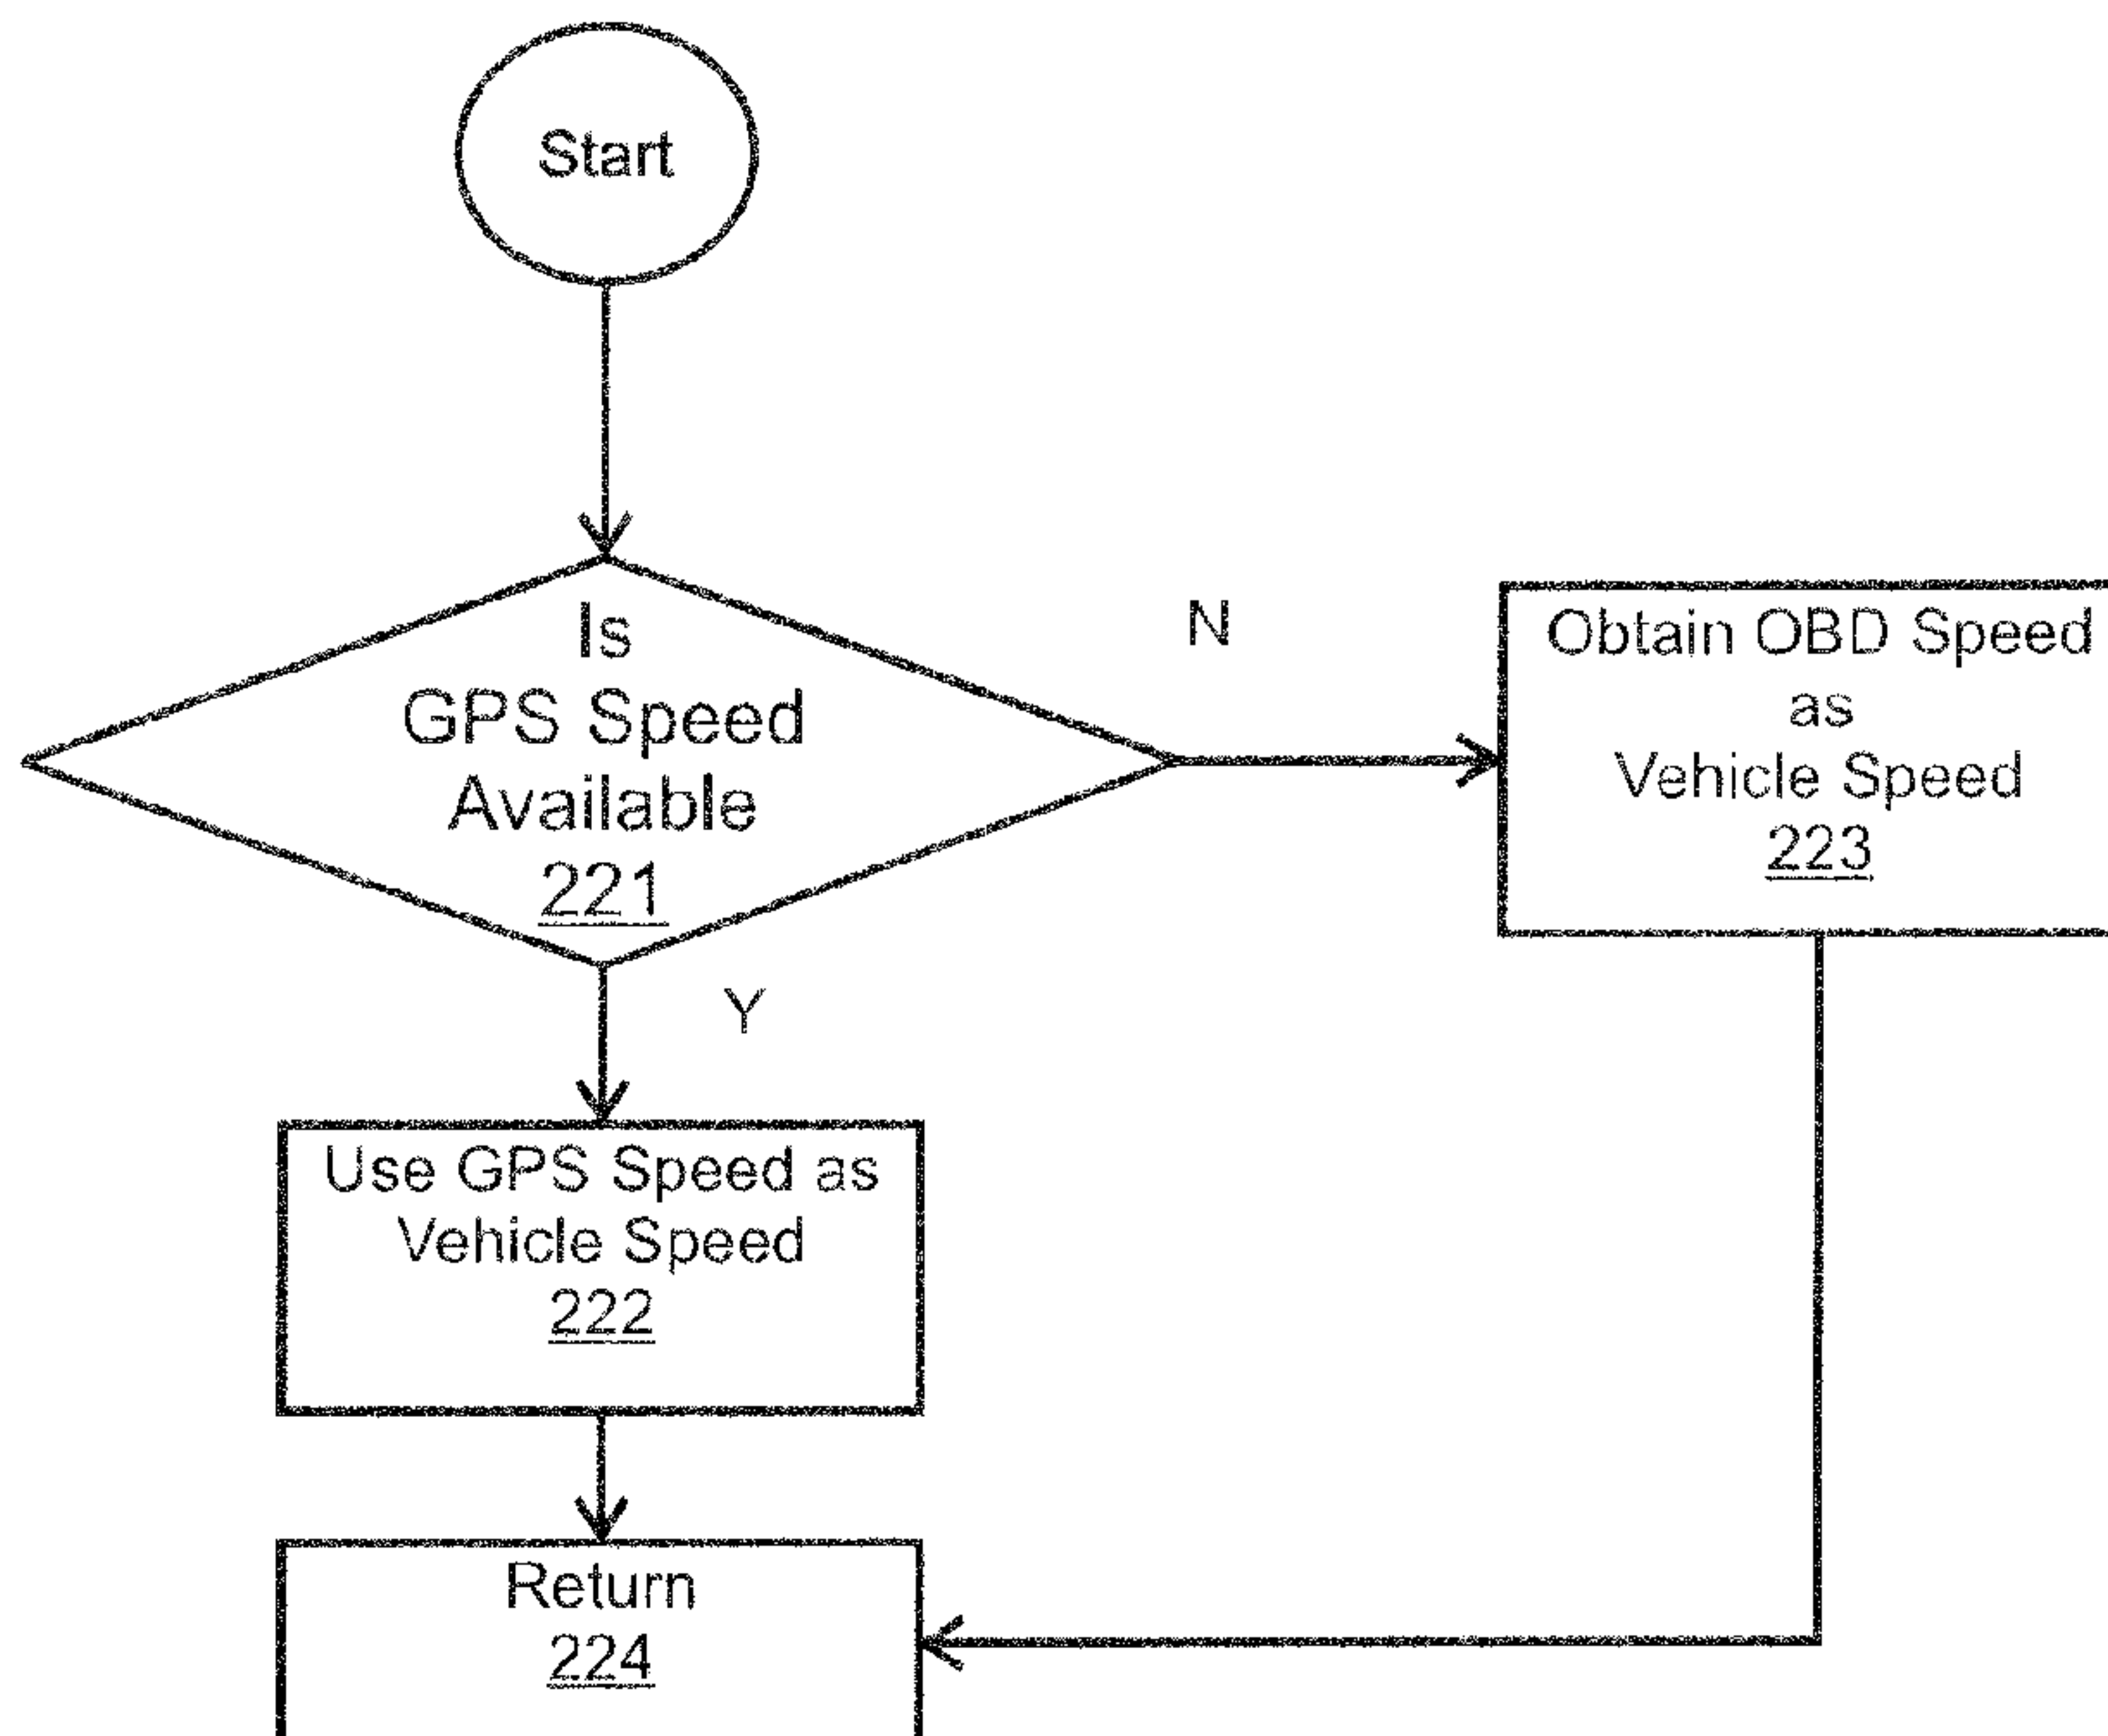 Start
Is
GPS Speed
Available
221
N
Obtain OBD Speed
as
Vehicle Speed
223
Y
Use GPS Speed as
Vehicle Speed
222
Return
224